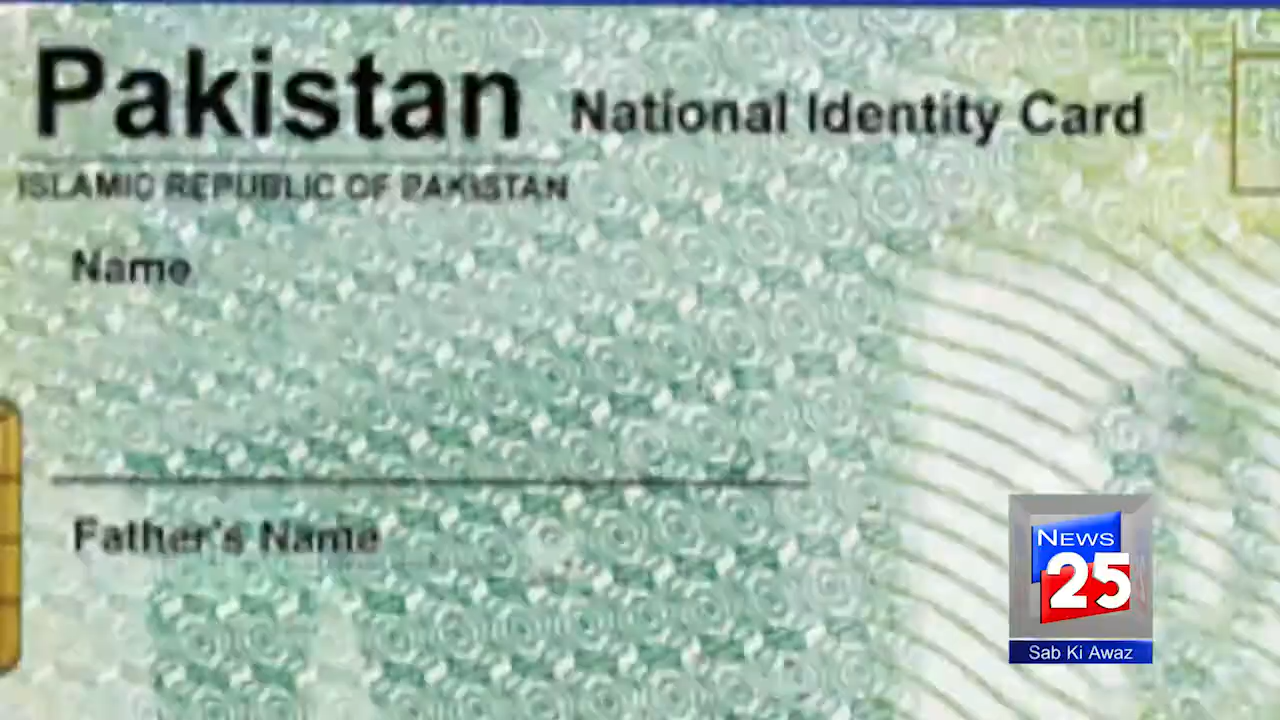 Pakistan National Identity Card
ISLAMIC REPUBLIC OF PAKISTAN
Name
Father's Name
NEWS
25
Sab Ki Awaz